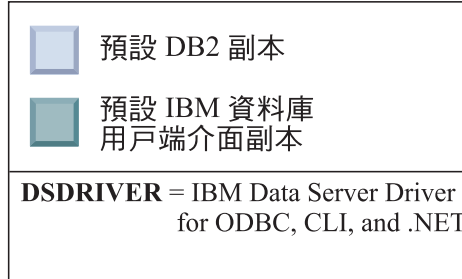 預設 DB2 副本
預設 IBM 資料庫
用戶端介面副本
DSDRIVER = IBM Data Server Driver
for ODBC, CLI, and .NET